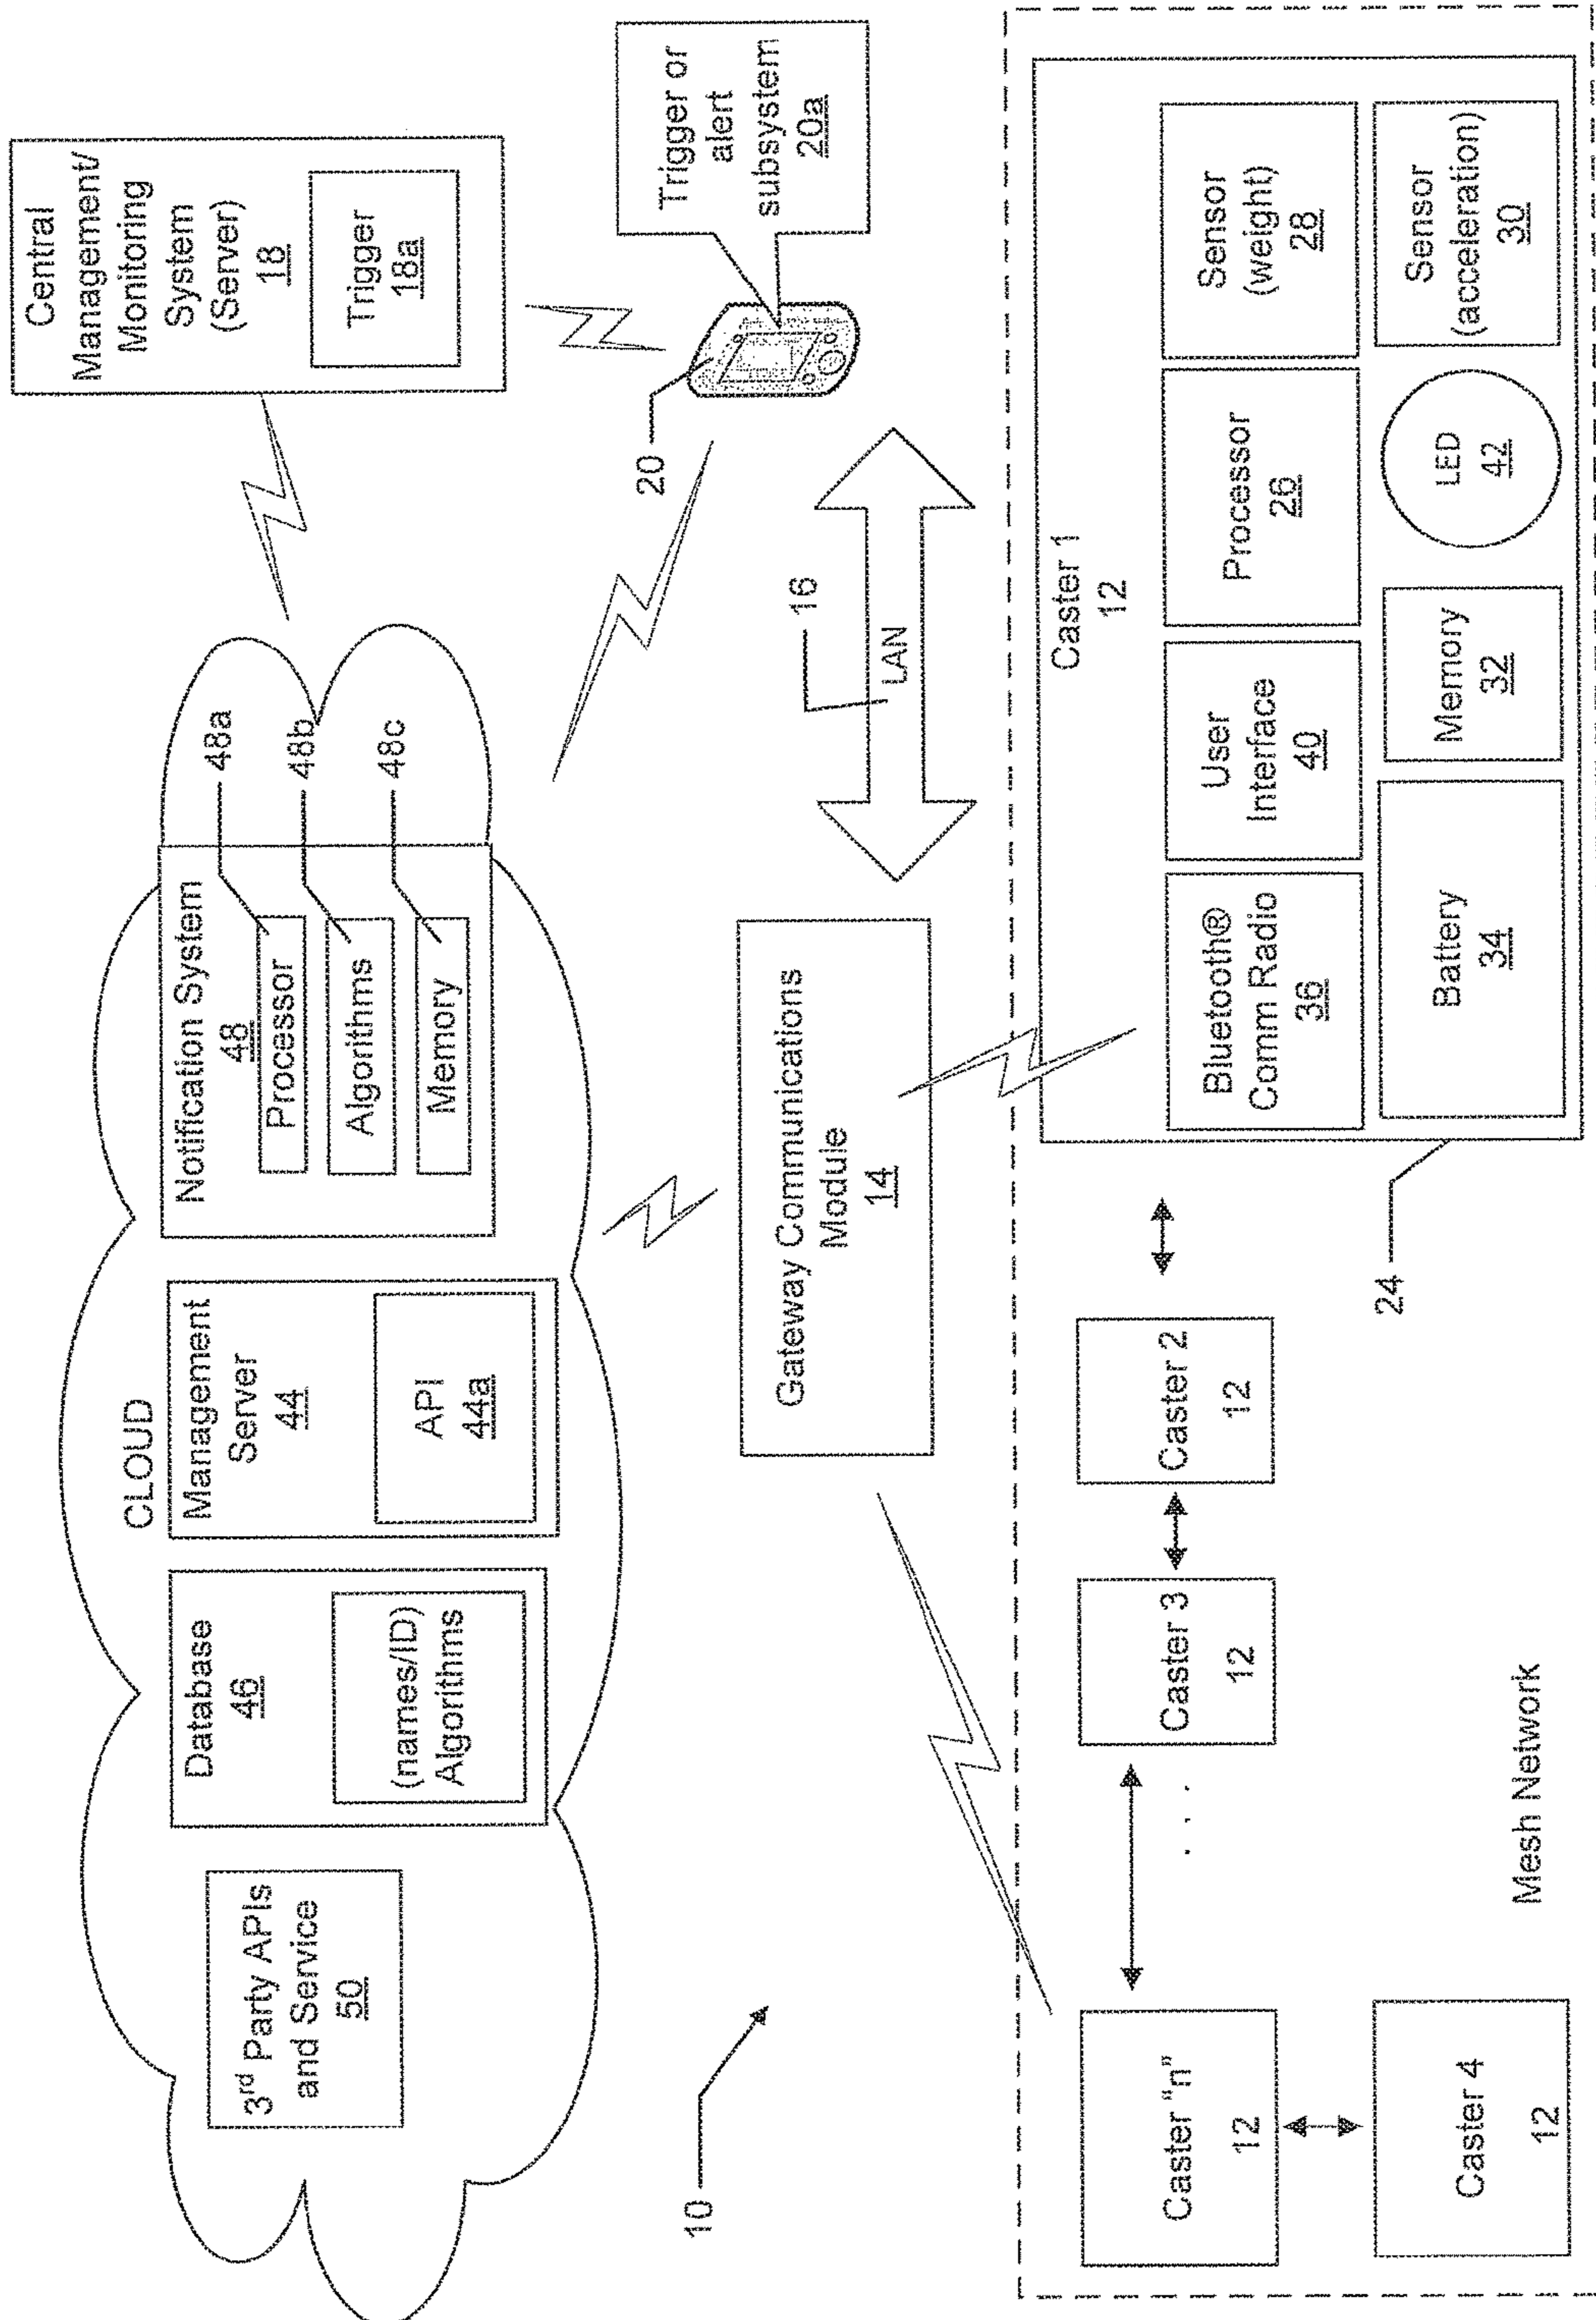 CLOUD
3rd Party APIs
and Service
50
Database
46
(names/ID)
Algorithms
Management
Server
44
API
44a
Notification System
48
Processor
Algorithms
Memory
48a
48b
48c
Central
Management/
Monitoring
System
(Server)
18
Trigger
18a
20
Trigger or
alert
subsystem
20a
10
Gateway Communications
Module
14
16
LAN
Caster "n"
12
Caster 4
12
. . .
Caster 3
12
Caster 2
12
Mesh Network
24
Caster 1
12
Bluetooth®
Comm Radio
36
User
Interface
40
Processor
26
Sensor
(weight)
28
Battery
34
Memory
32
LED
42
Sensor
(acceleration)
30